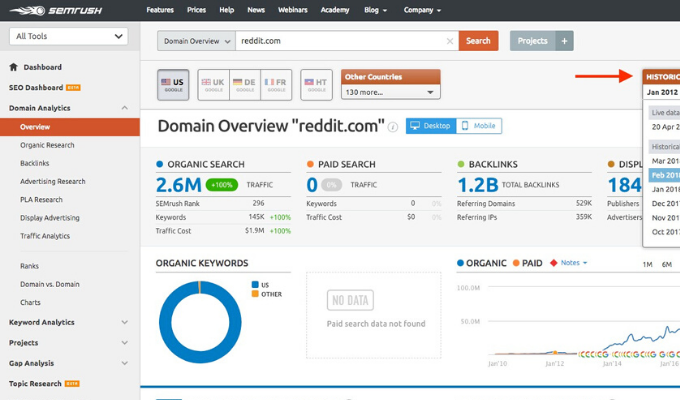 SEMRUSH
Features Prices Help News Webinars Academy Blog Company
All Tools
Domain Overview reddit.com Search Projects +
Dashboard
SEO Dashboard BETA
Domain Analytics
Overview
Organic Research
Backlinks
Advertising Research
PLA Research
Display Advertising
Traffic Analytics
Ranks
Domain vs. Domain
Charts
Keyword Analytics
Projects
Gap Analysis
Topic Research BETA
US GOOGLE
UK GOOGLE
DE GOOGLE
FR GOOGLE
HT GOOGLE
Other Countries
130 more...
HISTORIC
Jan 2012
Live data
20 Apr 2
Historical
Mar 201
Feb 201
Jan 201
Dec 201
Nov 201
Oct 201
Domain Overview "reddit.com" i Desktop Mobile
ORGANIC SEARCH
2.6M +100% TRAFFIC
SEMrush Rank 296
Keywords 145K +100%
Traffic Cost $1.9M +100%
PAID SEARCH
0 0% TRAFFIC
Keywords 0 0%
Traffic Cost $0 0%
BACKLINKS
1.2B TOTAL BACKLINKS
Referring Domains 529K
Referring IPs 359K
DISPL
184
Publishers
Advertisers
ORGANIC KEYWORDS
US
OTHER
NO DATA
Paid search data not found
ORGANIC PAID Notes 1M 6M
100.0M
50.0M
Jan'10 Jan'12 Jan'14 Jan'16